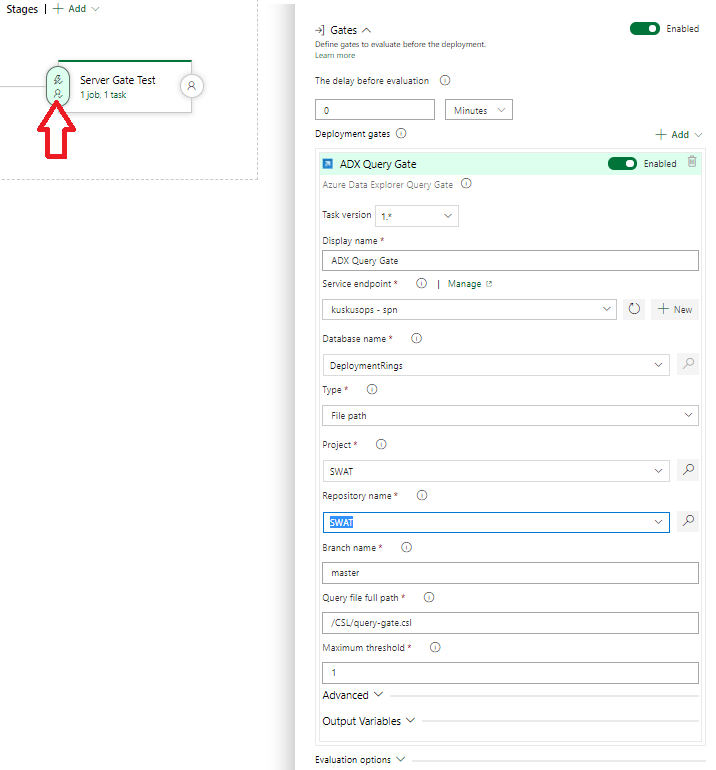 Stages | + Add
Server Gate Test
1 job, 1 task
Gates
Enabled
Define gates to evaluate before the deployment.
Learn more
The delay before evaluation
0
Minutes
Deployment gates
+ Add
ADX Query Gate
Enabled
Azure Data Explorer Query Gate
Task version
1.*
Display name *
ADX Query Gate
Service endpoint * | Manage
kuskusops - spn
+ New
Database name *
DeploymentRings
Type *
File path
Project *
SWAT
Repository name *
SWAT
Branch name *
master
Query file full path *
/CSL/query-gate.csl
Maximum threshold *
1
Advanced
Output Variables
Evaluation options